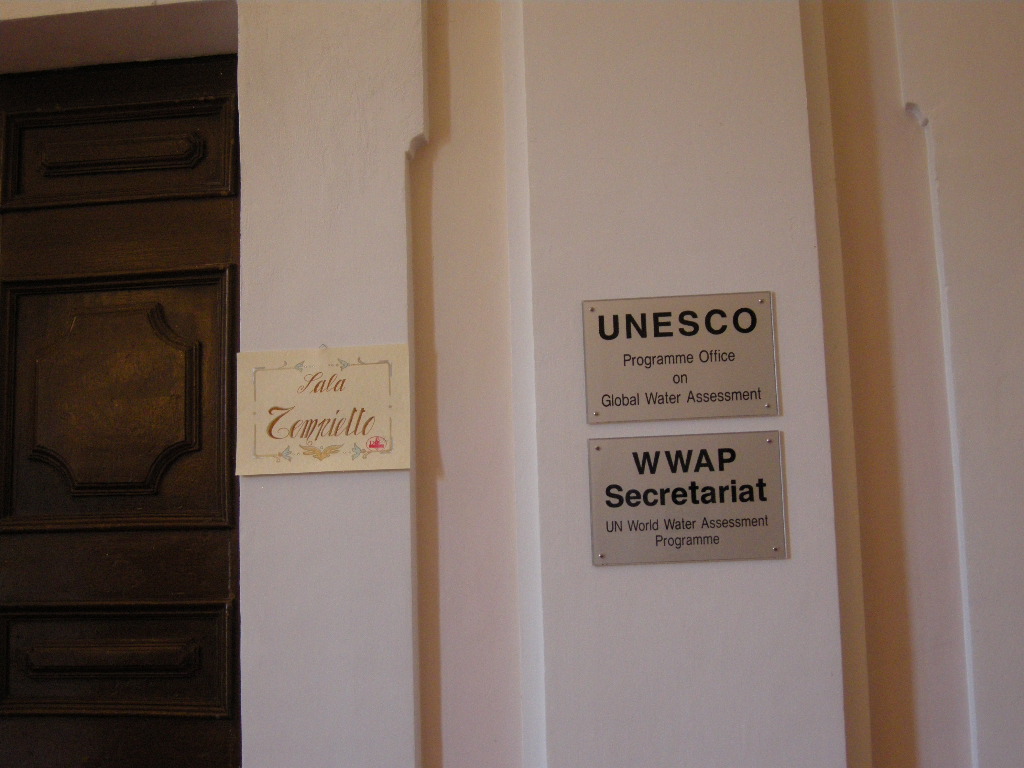 Sala
Tempietto
UNESCO
Programme Office
on
Global Water Assessment
WWAP
Secretariat
UN World Water Assessment
Programme